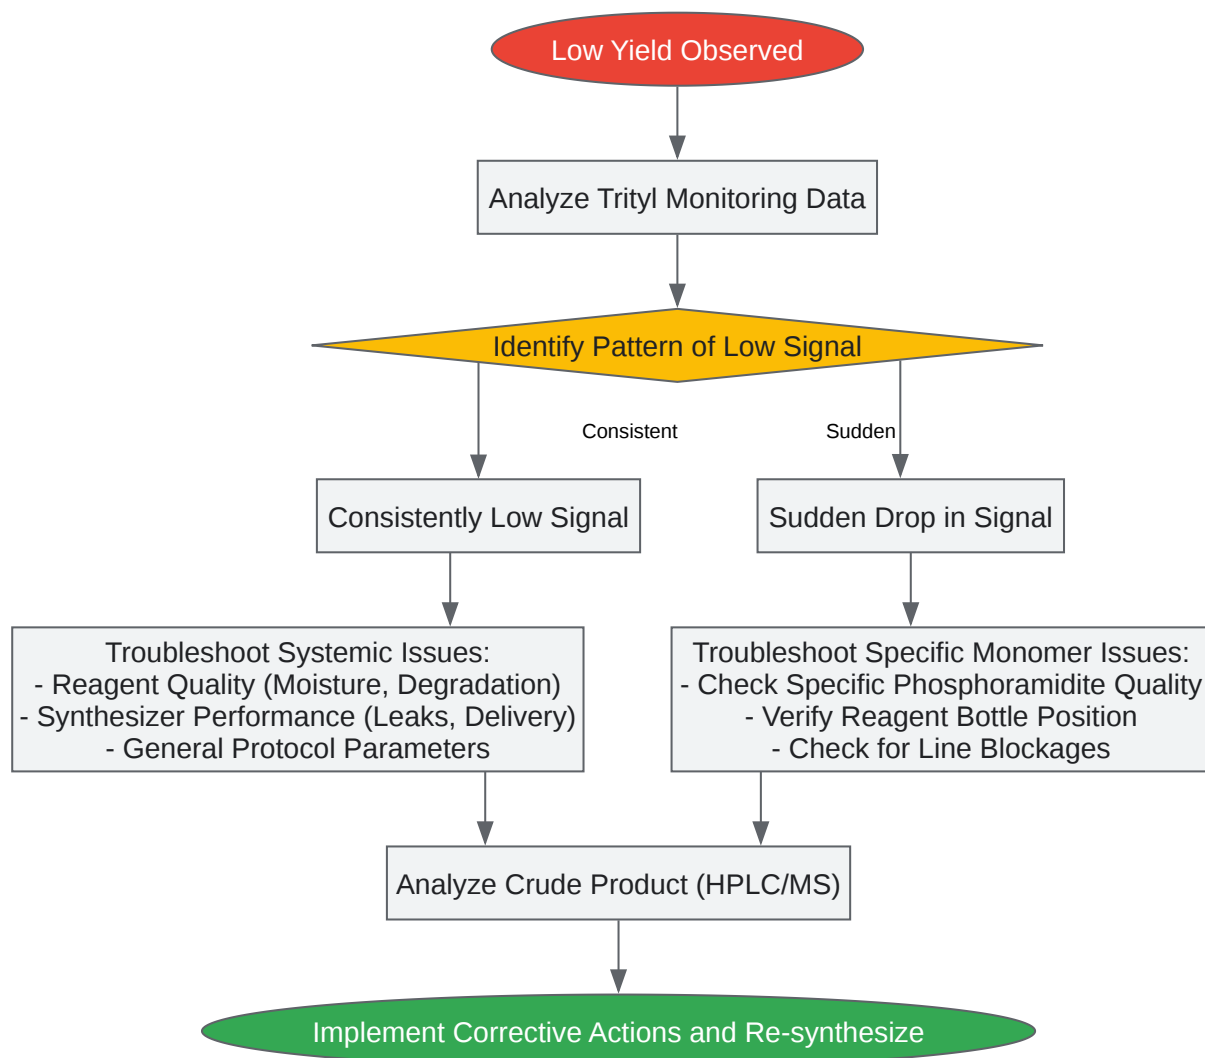 Low Yield Observed
Analyze Trityl Monitoring Data
Identify Pattern of Low Signal
Consistent
Sudden
Consistently Low Signal
Sudden Drop in Signal
Troubleshoot Systemic Issues:
- Reagent Quality (Moisture, Degradation)
- Synthesizer Performance (Leaks, Delivery)
- General Protocol Parameters
Troubleshoot Specific Monomer Issues:
- Check Specific Phosphoramidite Quality
- Verify Reagent Bottle Position
- Check for Line Blockages
Analyze Crude Product (HPLC/MS)
Implement Corrective Actions and Re-synthesize